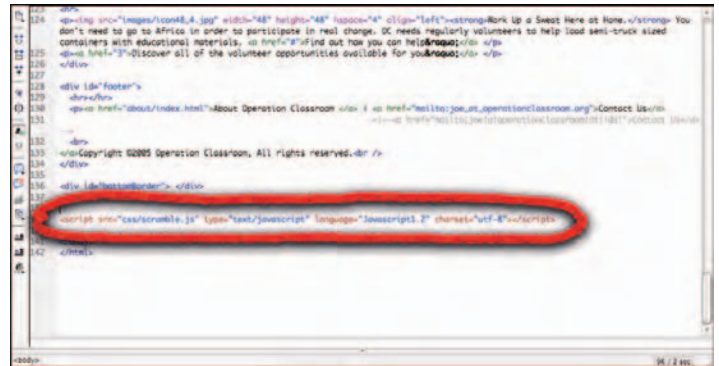 123 <hr>
124 <p><img src="images/icon48_4.jpg" width="48" height="48" hspace="4" align="left"><strong>Work Up a Sweat Here at Home.</strong> You
don't need to go to Africa in order to participate in real change. OC needs regularly volunteers to help load semi-truck sized
containers with educational materials. <a href="#">Find out how you can help&raquo;</a> </p>
125 <p><a href="3">Discover all of the volunteer opportunities available for you&raquo;</a> </p>
126 </div>
127
128 <div id="footer">
129 <hr></hr>
130 <p><a href="about/index.html">About Operation Classroom </a> | <a href="mailto:joe_at_operationclassroom.org">Contact Us</a>
131
132 <br>
133 </a>Copyright ©2005 Operation Classroom, All rights reserved.<br />
134 </div>
135
136 <div id="bottomBorder"> </div>
137
<script src="css/scramble.js" type="text/javascript" language="Javascript1.2" charset="utf-8"></script>
141
142 </html>
<body>
9K / 2 sec